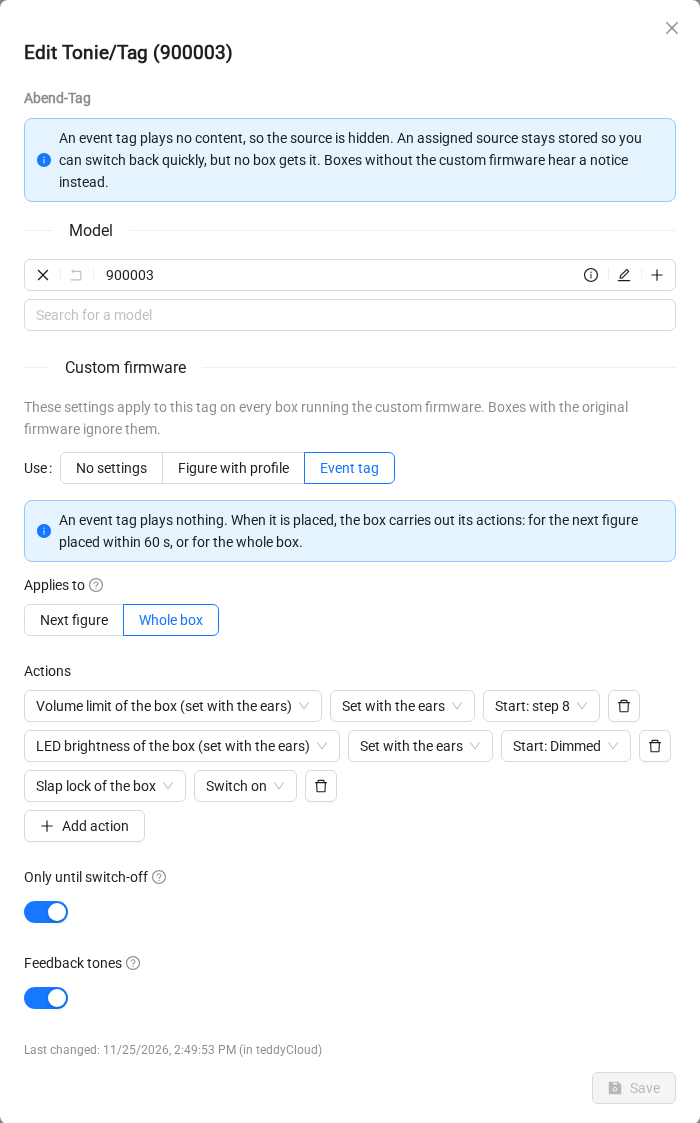 Edit Tonie/Tag (900003)
Abend-Tag
An event tag plays no content, so the source is hidden. An assigned source stays stored so you
can switch back quickly, but no box gets it. Boxes without the custom firmware hear a notice
instead.
Model
900003
Search for a model
Custom firmware
These settings apply to this tag on every box running the custom firmware. Boxes with the original
firmware ignore them.
Use: No settings Figure with profile Event tag
An event tag plays nothing. When it is placed, the box carries out its actions: for the next figure
placed within 60 s, or for the whole box.
Applies to
Next figure Whole box
Actions
Volume limit of the box (set with the ears) Set with the ears Start: step 8
LED brightness of the box (set with the ears) Set with the ears Start: Dimmed
Slap lock of the box Switch on
Add action
Only until switch-off
Feedback tones
Last changed: 11/25/2026, 2:49:53 PM (in teddyCloud)
Save